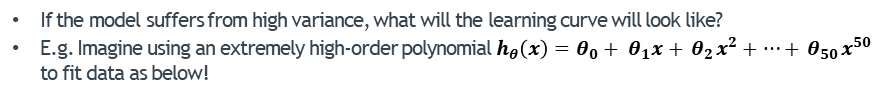 • If the model suffers from high variance, what will the learning curve will look like?
• E.g. Imagine using an extremely high-order polynomial h_θ(x) = θ₀ + θ₁x + θ₂x² + ⋯ + θ₅₀x⁵⁰
to fit data as below!